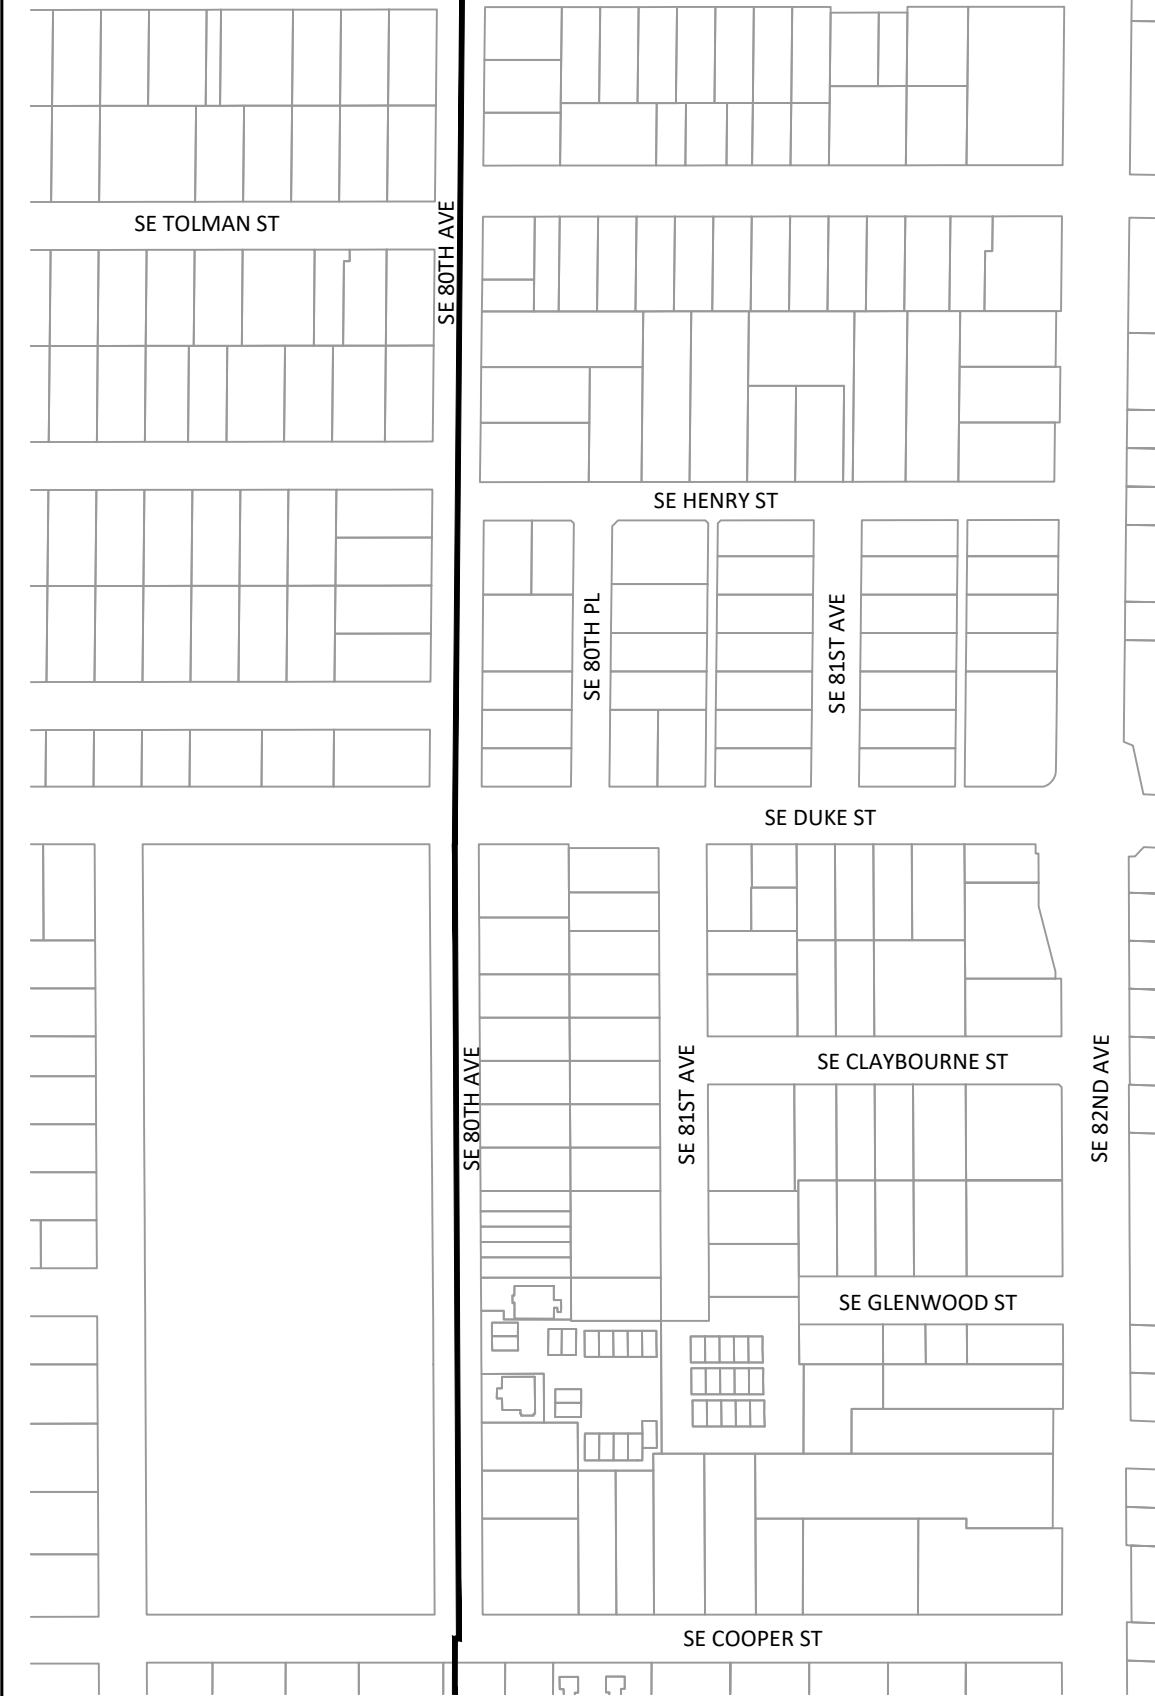 SE TOLMAN ST
SE 80TH AVE
SE HENRY ST
SE 80TH PL
SE 81ST AVE
SE DUKE ST
SE 80TH AVE
SE 81ST AVE
SE CLAYBOURNE ST
SE 82ND AVE
SE GLENWOOD ST
SE COOPER ST